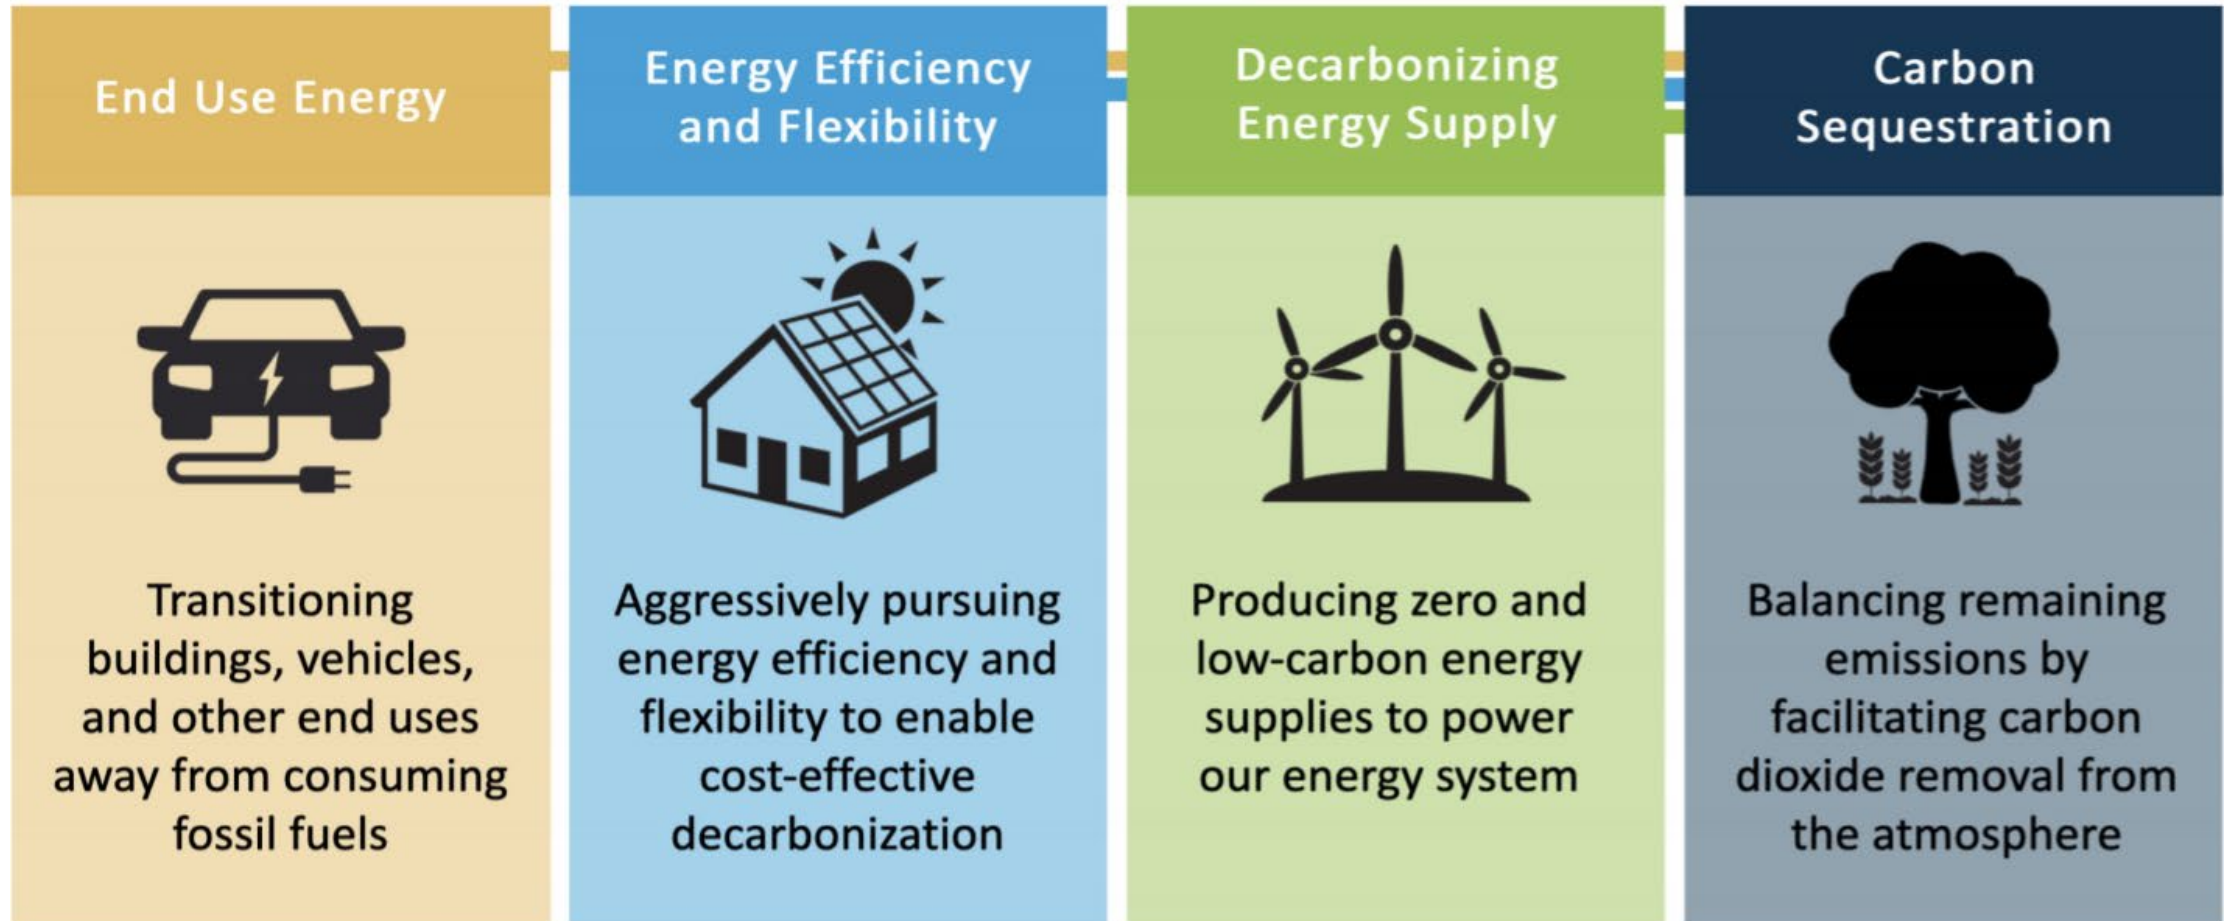 End Use Energy
Transitioning
buildings, vehicles,
and other end uses
away from consuming
fossil fuels
Energy Efficiency
and Flexibility
Aggressively pursuing
energy efficiency and
flexibility to enable
cost-effective
decarbonization
Decarbonizing
Energy Supply
Producing zero and
low-carbon energy
supplies to power
our energy system
Carbon
Sequestration
Balancing remaining
emissions by
facilitating carbon
dioxide removal from
the atmosphere